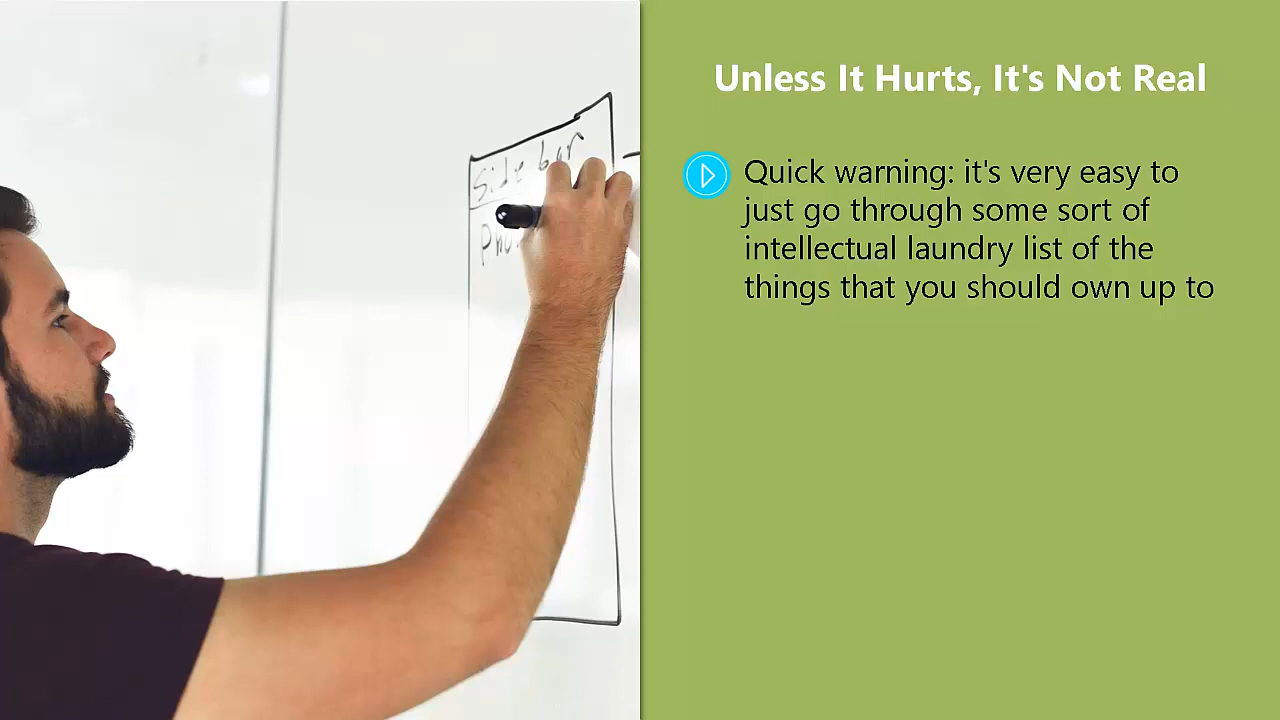 Unless It Hurts, It's Not Real
Quick warning: it's very easy to
just go through some sort of
intellectual laundry list of the
things that you should own up to
Side bar